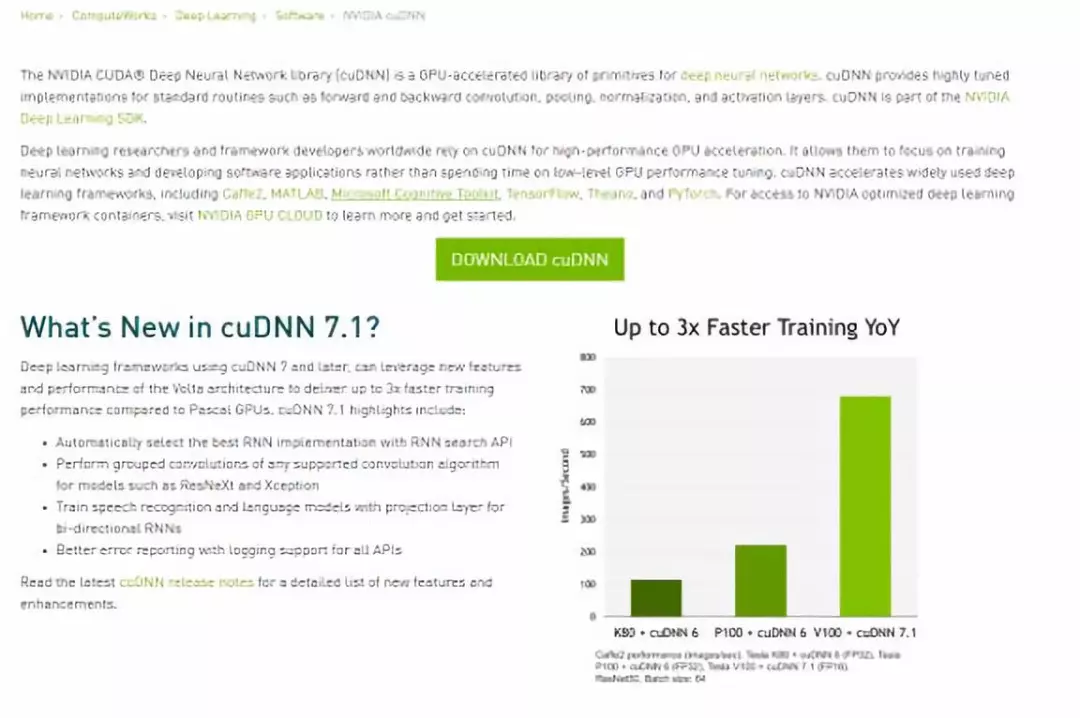 Home > ComputeWorks > Deep Learning > Software > NVIDIA cuDNN
The NVIDIA CUDA® Deep Neural Network library (cuDNN) is a GPU-accelerated library of primitives for deep neural networks. cuDNN provides highly tuned
implementations for standard routines such as forward and backward convolution, pooling, normalization, and activation layers. cuDNN is part of the NVIDIA
Deep Learning SDK.
Deep learning researchers and framework developers worldwide rely on cuDNN for high-performance GPU acceleration. It allows them to focus on training
neural networks and developing software applications rather than spending time on low-level GPU performance tuning. cuDNN accelerates widely used deep
learning frameworks, including Caffe2, MATLAB, Microsoft Cognitive Toolkit, TensorFlow, Theano, and PyTorch. For access to NVIDIA optimized deep learning
framework containers, visit NVIDIA GPU CLOUD to learn more and get started.
DOWNLOAD cuDNN
What's New in cuDNN 7.1?
Deep learning frameworks using cuDNN 7 and later, can leverage new features
and performance of the Volta architecture to deliver up to 3x faster training
performance compared to Pascal GPUs. cuDNN 7.1 highlights include:
• Automatically select the best RNN implementation with RNN search API
• Perform grouped convolutions of any supported convolution algorithm
for models such as ResNeXt and Xception
• Train speech recognition and language models with projection layer for
bi-directional RNNs
• Better error reporting with logging support for all APIs
Read the latest cuDNN release notes for a detailed list of new features and
enhancements.
Up to 3x Faster Training YoY
800
700
600
500
400
300
200
100
0
Images/Second
K80 + cuDNN 6 P100 + cuDNN 6 V100 + cuDNN 7.1
Caffe2 performance (images/sec), Tesla K80 + cuDNN 6 (FP32), Tesla
P100 + cuDNN 6 (FP32), Tesla V100 + cuDNN 7.1 (FP16).
ResNet50, Batch size: 64